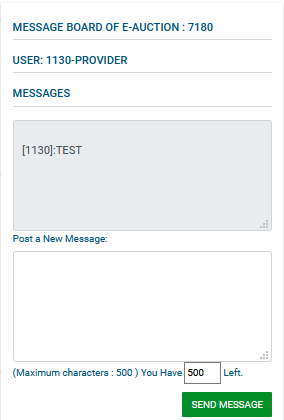 MESSAGE BOARD OF E-AUCTION : 7180
USER: 1130-PROVIDER
MESSAGES
[1130]:TEST
Post a New Message:
(Maximum characters : 500 ) You Have 500 Left.
SEND MESSAGE